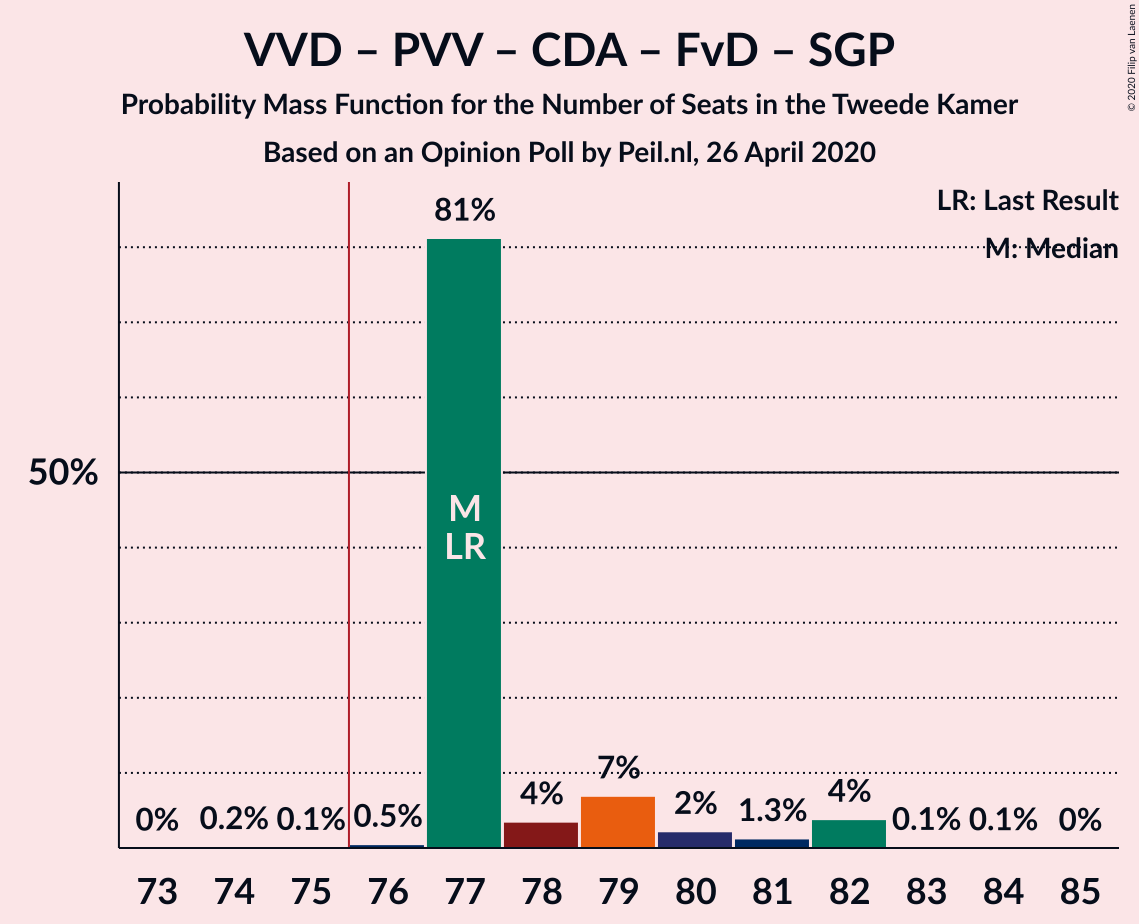 VVD – PVV – CDA – FvD – SGP
Probability Mass Function for the Number of Seats in the Tweede Kamer
Based on an Opinion Poll by Peil.nl, 26 April 2020
© 2020 Filip van Laenen
LR: Last Result
M: Median
50%
0% 0.2% 0.1% 0.5% 81% 4% 7% 2% 1.3% 4% 0.1% 0.1% 0%
M
LR
73 74 75 76 77 78 79 80 81 82 83 84 85